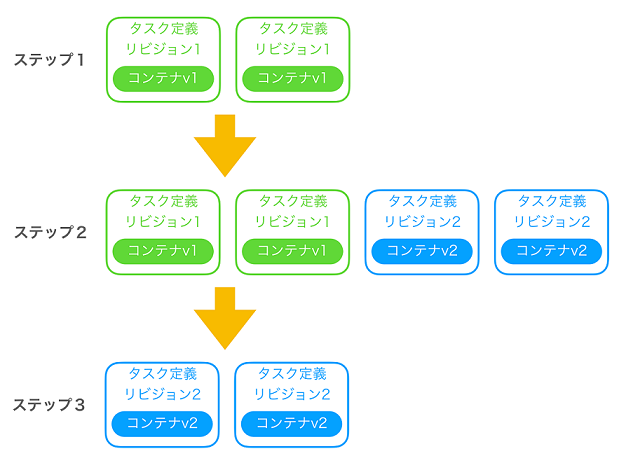 ステップ1
タスク定義
リビジョン1
コンテナv1
タスク定義
リビジョン1
コンテナv1
ステップ2
タスク定義
リビジョン1
コンテナv1
タスク定義
リビジョン1
コンテナv1
タスク定義
リビジョン2
コンテナv2
タスク定義
リビジョン2
コンテナv2
ステップ3
タスク定義
リビジョン2
コンテナv2
タスク定義
リビジョン2
コンテナv2